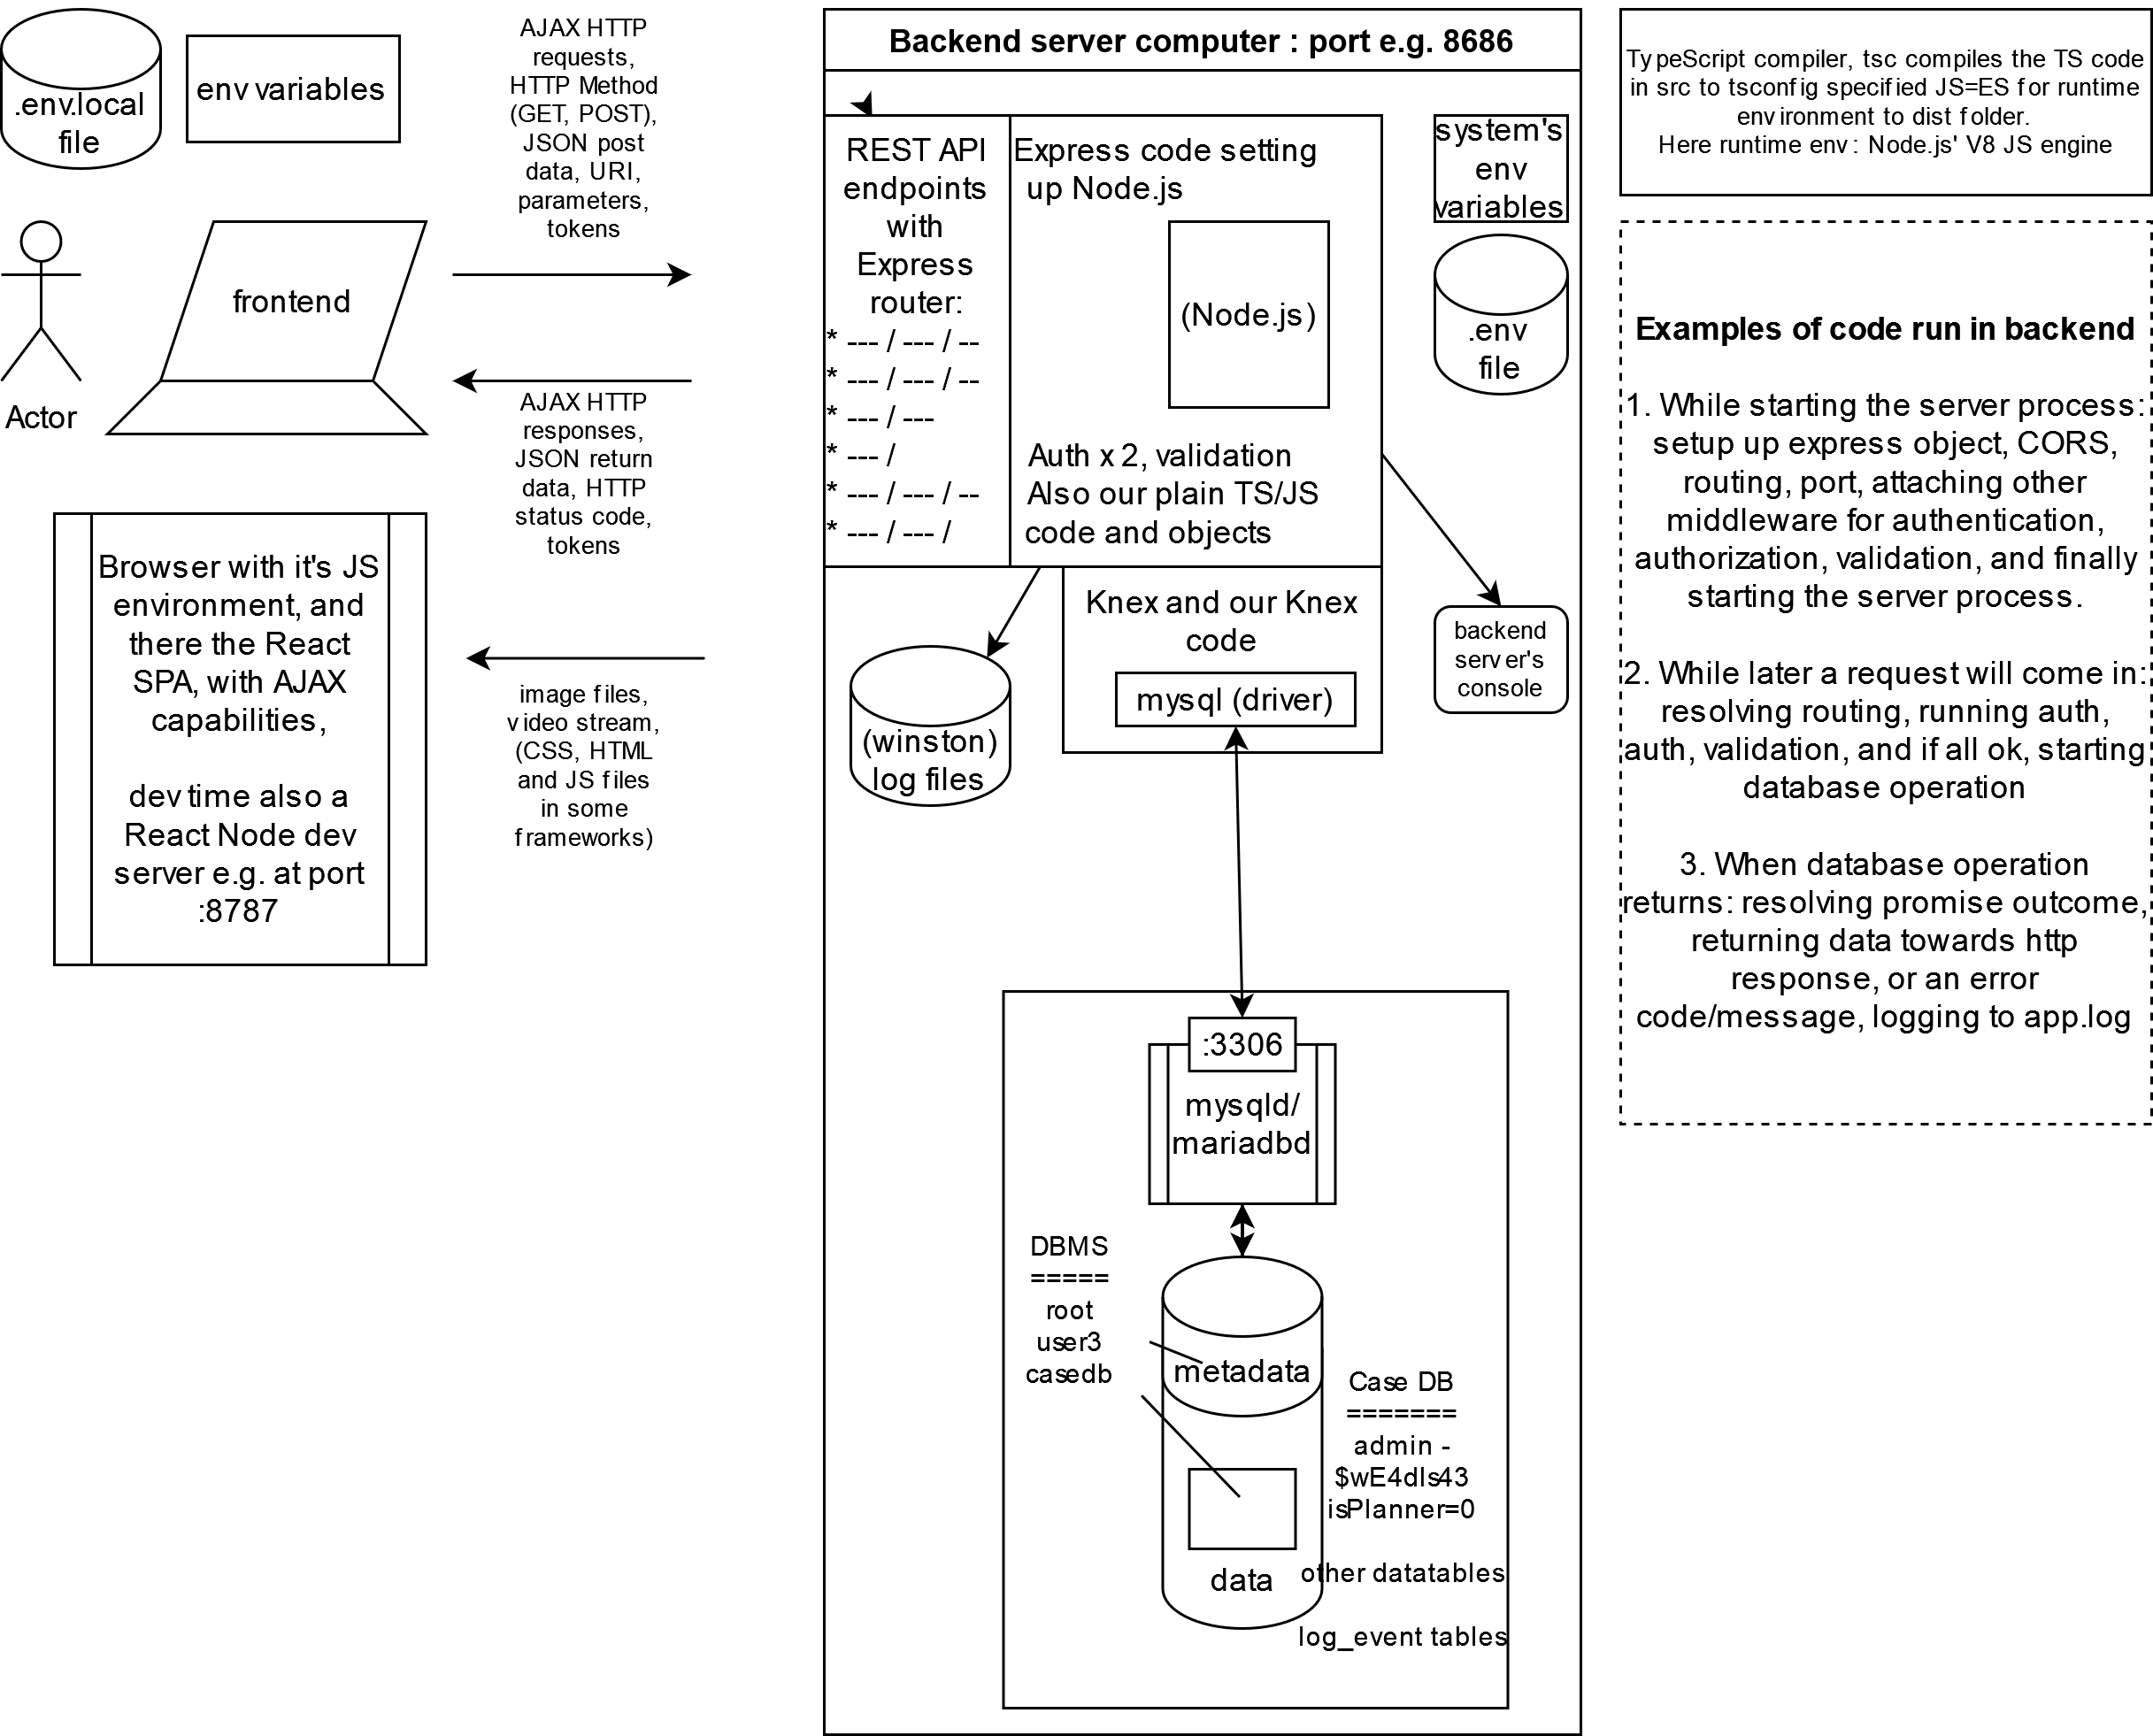 .env.local
file
env variables
AJAX HTTP
requests,
HTTP Method
(GET, POST),
JSON post
data, URI,
parameters,
tokens
Actor
frontend
AJAX HTTP
responses,
JSON return
data, HTTP
status code,
tokens
Browser with it's JS
environment, and
there the React
SPA, with AJAX
capabilities,
dev time also a
React Node dev
server e.g. at port
:8787
image files,
video stream,
(CSS, HTML
and JS files
in some
frameworks)
Backend server computer : port e.g. 8686
REST API
endpoints
with
Express
router:
* --- / --- / --
* --- / --- / --
* --- / ---
* --- /
* --- / --- / --
* --- / --- /
Express code setting
up Node.js
(Node.js)
Auth x 2, validation
Also our plain TS/JS
code and objects
system's
env
variables
.env
file
Knex and our Knex
code
mysql (driver)
(winston)
log files
backend
server's
console
:3306
mysqld/
mariadbd
DBMS
=====
root
user3
casedb
metadata
data
Case DB
=======
admin -
$wE4dIs43
isPlanner=0
other datatables
log_event tables
TypeScript compiler, tsc compiles the TS code
in src to tsconfig specified JS=ES for runtime
environment to dist folder.
Here runtime env: Node.js' V8 JS engine
Examples of code run in backend
1. While starting the server process:
setup up express object, CORS,
routing, port, attaching other
middleware for authentication,
authorization, validation, and finally
starting the server process.
2. While later a request will come in:
resolving routing, running auth,
auth, validation, and if all ok, starting
database operation
3. When database operation
returns: resolving promise outcome,
returning data towards http
response, or an error
code/message, logging to app.log